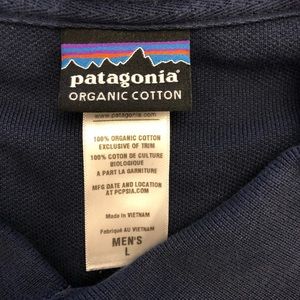 patagonia®
ORGANIC COTTON
www.patagonia.com
100% ORGANIC COTTON
EXCLUSIVE OF TRIM
100% COTON DE CULTURE
BIOLOGIQUE
A PART LA GARNITURE
MFG DATE AND LOCATION
AT PCPSIA.COM
Made in VIETNAM
Fabriqué AU VIETNAM
MEN'S
L